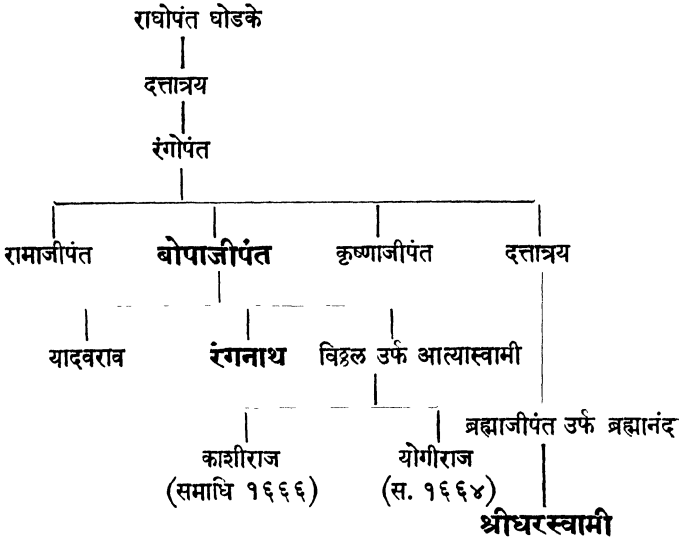 राघोपंत घोडके
दत्तात्रय
रंगोपंत
रामाजीपंत बोपाजीपंत कृष्णाजीपंत दत्तात्रय
यादवराव रंगनाथ विठ्ठल उर्फ आत्यास्वामी
ब्रह्माजीपंत उर्फ ब्रह्मानंद
काशीराज योगीराज
(समाधि १६६६) (स. १६६४)
श्रीधरस्वामी